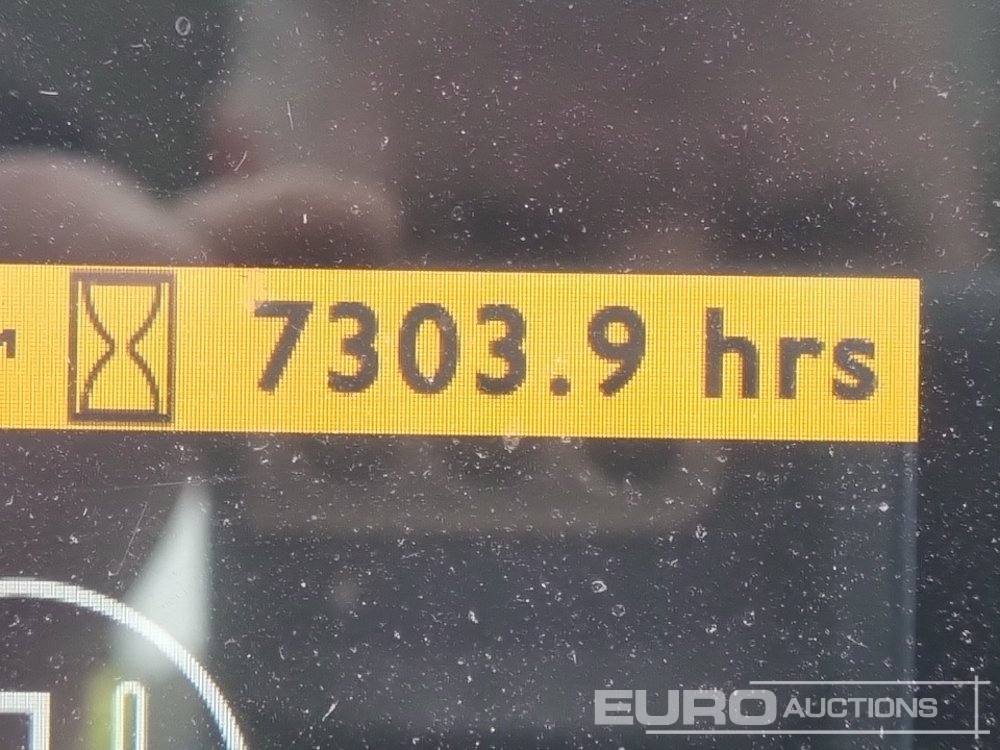 7303.9 hrs
EURO AUCTIONS